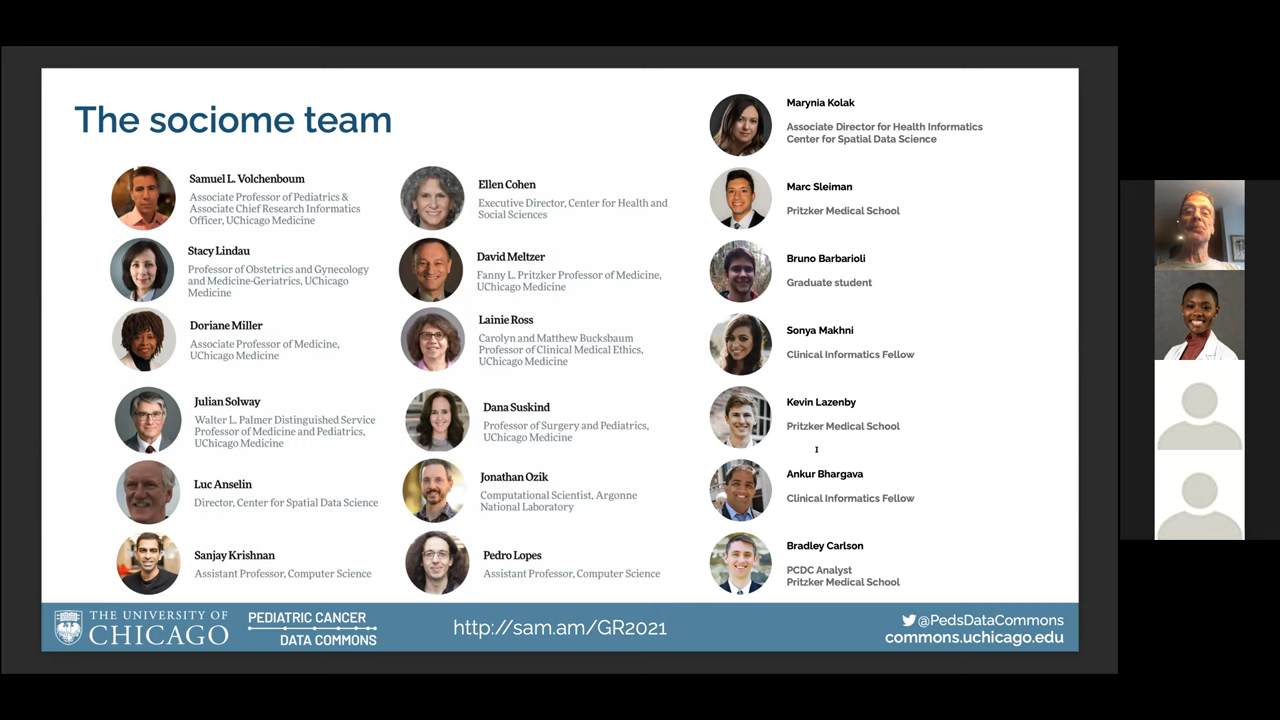 The sociome team
Samuel L. Volchenboum
Associate Professor of Pediatrics &
Associate Chief Research Informatics
Officer, UChicago Medicine
Stacy Lindau
Professor of Obstetrics and Gynecology
and Medicine-Geriatrics, UChicago
Medicine
Doriane Miller
Associate Professor of Medicine,
UChicago Medicine
Julian Solway
Walter L. Palmer Distinguished Service
Professor of Medicine and Pediatrics,
UChicago Medicine
Luc Anselin
Director, Center for Spatial Data Science
Sanjay Krishnan
Assistant Professor, Computer Science
Ellen Cohen
Executive Director, Center for Health and
Social Sciences
David Meltzer
Fanny L. Pritzker Professor of Medicine,
UChicago Medicine
Lainie Ross
Carolyn and Matthew Bucksbaum
Professor of Clinical Medical Ethics,
UChicago Medicine
Dana Suskind
Professor of Surgery and Pediatrics,
UChicago Medicine
Jonathan Ozik
Computational Scientist, Argonne
National Laboratory
Pedro Lopes
Assistant Professor, Computer Science
Marynia Kolak
Associate Director for Health Informatics
Center for Spatial Data Science
Marc Sleiman
Pritzker Medical School
Bruno Barbarioli
Graduate student
Sonya Makhni
Clinical Informatics Fellow
Kevin Lazenby
Pritzker Medical School
Ankur Bhargava
Clinical Informatics Fellow
Bradley Carlson
PCDC Analyst
Pritzker Medical School
THE UNIVERSITY OF
CHICAGO
PEDIATRIC CANCER
DATA COMMONS
http://sam.am/GR2021
@PedsDataCommons
commons.uchicago.edu